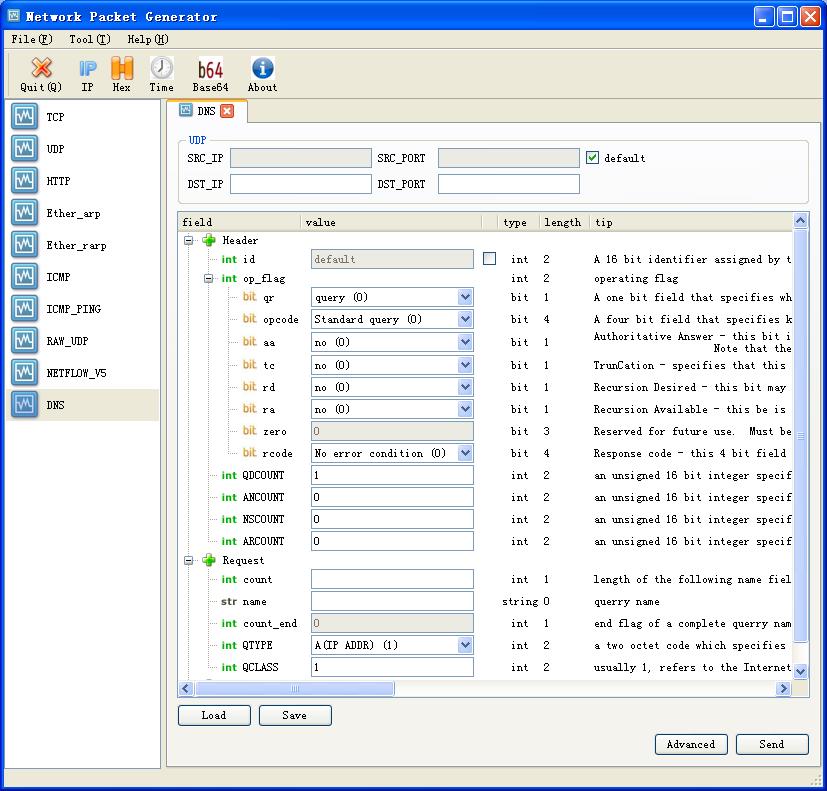 Network Packet Generator
File(F) Tool(T) Help(H)
Quit(Q) IP IP Hex Time b64 Base64 About
TCP
UDP
HTTP
Ether_arp
Ether_rarp
ICMP
ICMP_PING
RAW_UDP
NETFLOW_V5
DNS
DNS
UDP
SRC_IP SRC_PORT default
DST_IP DST_PORT
field value type length tip
Header
int id default int 2 A 16 bit identifier assigned by t
int op_flag int 2 operating flag
bit qr query (0) bit 1 A one bit field that specifies wh
bit opcode Standard query (0) bit 4 A four bit field that specifies k
bit aa no (0) bit 1 Authoritative Answer - this bit i
Note that the
bit tc no (0) bit 1 TrunCation - specifies that this
bit rd no (0) bit 1 Recursion Desired - this bit may
bit ra no (0) bit 1 Recursion Available - this be is
bit zero 0 bit 3 Reserved for future use. Must be
bit rcode No error condition (0) bit 4 Response code - this 4 bit field
int QDCOUNT 1 int 2 an unsigned 16 bit integer specif
int ANCOUNT 0 int 2 an unsigned 16 bit integer specif
int NSCOUNT 0 int 2 an unsigned 16 bit integer specif
int ARCOUNT 0 int 2 an unsigned 16 bit integer specif
Request
int count int 1 length of the following name fiel
str name string 0 querry name
int count_end 0 int 1 end flag of a complete querry nam
int QTYPE A(IP ADDR) (1) int 2 a two octet code which specifies
int QCLASS 1 int 2 usually 1, refers to the Internet
Load Save
Advanced Send